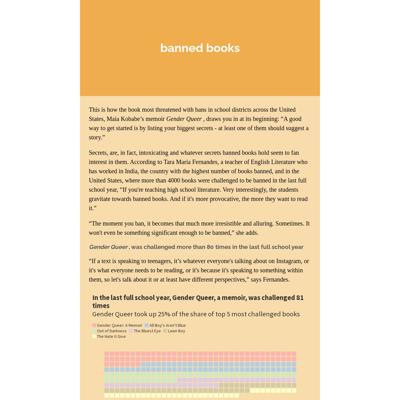 banned books
This is how the book most threatened with bans in school districts across the United
States, Maia Kobabe's memoir Gender Queer , draws you in at its beginning: “A good
way to get started is by listing your biggest secrets - at least one of them should suggest a
story.”
Secrets, are, in fact, intoxicating and whatever secrets banned books hold seem to fan
interest in them. According to Tara Maria Fernandes, a teacher of English Literature who
has worked in India, the country with the highest number of books banned, and in the
United States, where more than 4000 books were challenged to be banned in the last full
school year, “If you're teaching high school literature. Very interestingly, the students
gravitate towards banned books. And if it's more provocative, the more they want to read
it.”
“The moment you ban, it becomes that much more irresistible and alluring. Sometimes. It
won't even be something significant enough to be banned,” she adds.
Gender Queer , was challenged more than 80 times in the last full school year
“If a text is speaking to teenagers, it's whatever everyone's talking about on Instagram, or
it's what everyone needs to be reading, or it's because it's speaking to something within
them, so let's talk about it or at least have different perspectives,” says Fernandes.
In the last full school year, Gender Queer, a memoir, was challenged 81
times
Gender Queer took up 25% of the share of top 5 most challenged books
Gender Queer: A Memoir All Boy's Aren't Blue
Out of Darkness The Bluest Eye Lawn Boy
The Hate U Give